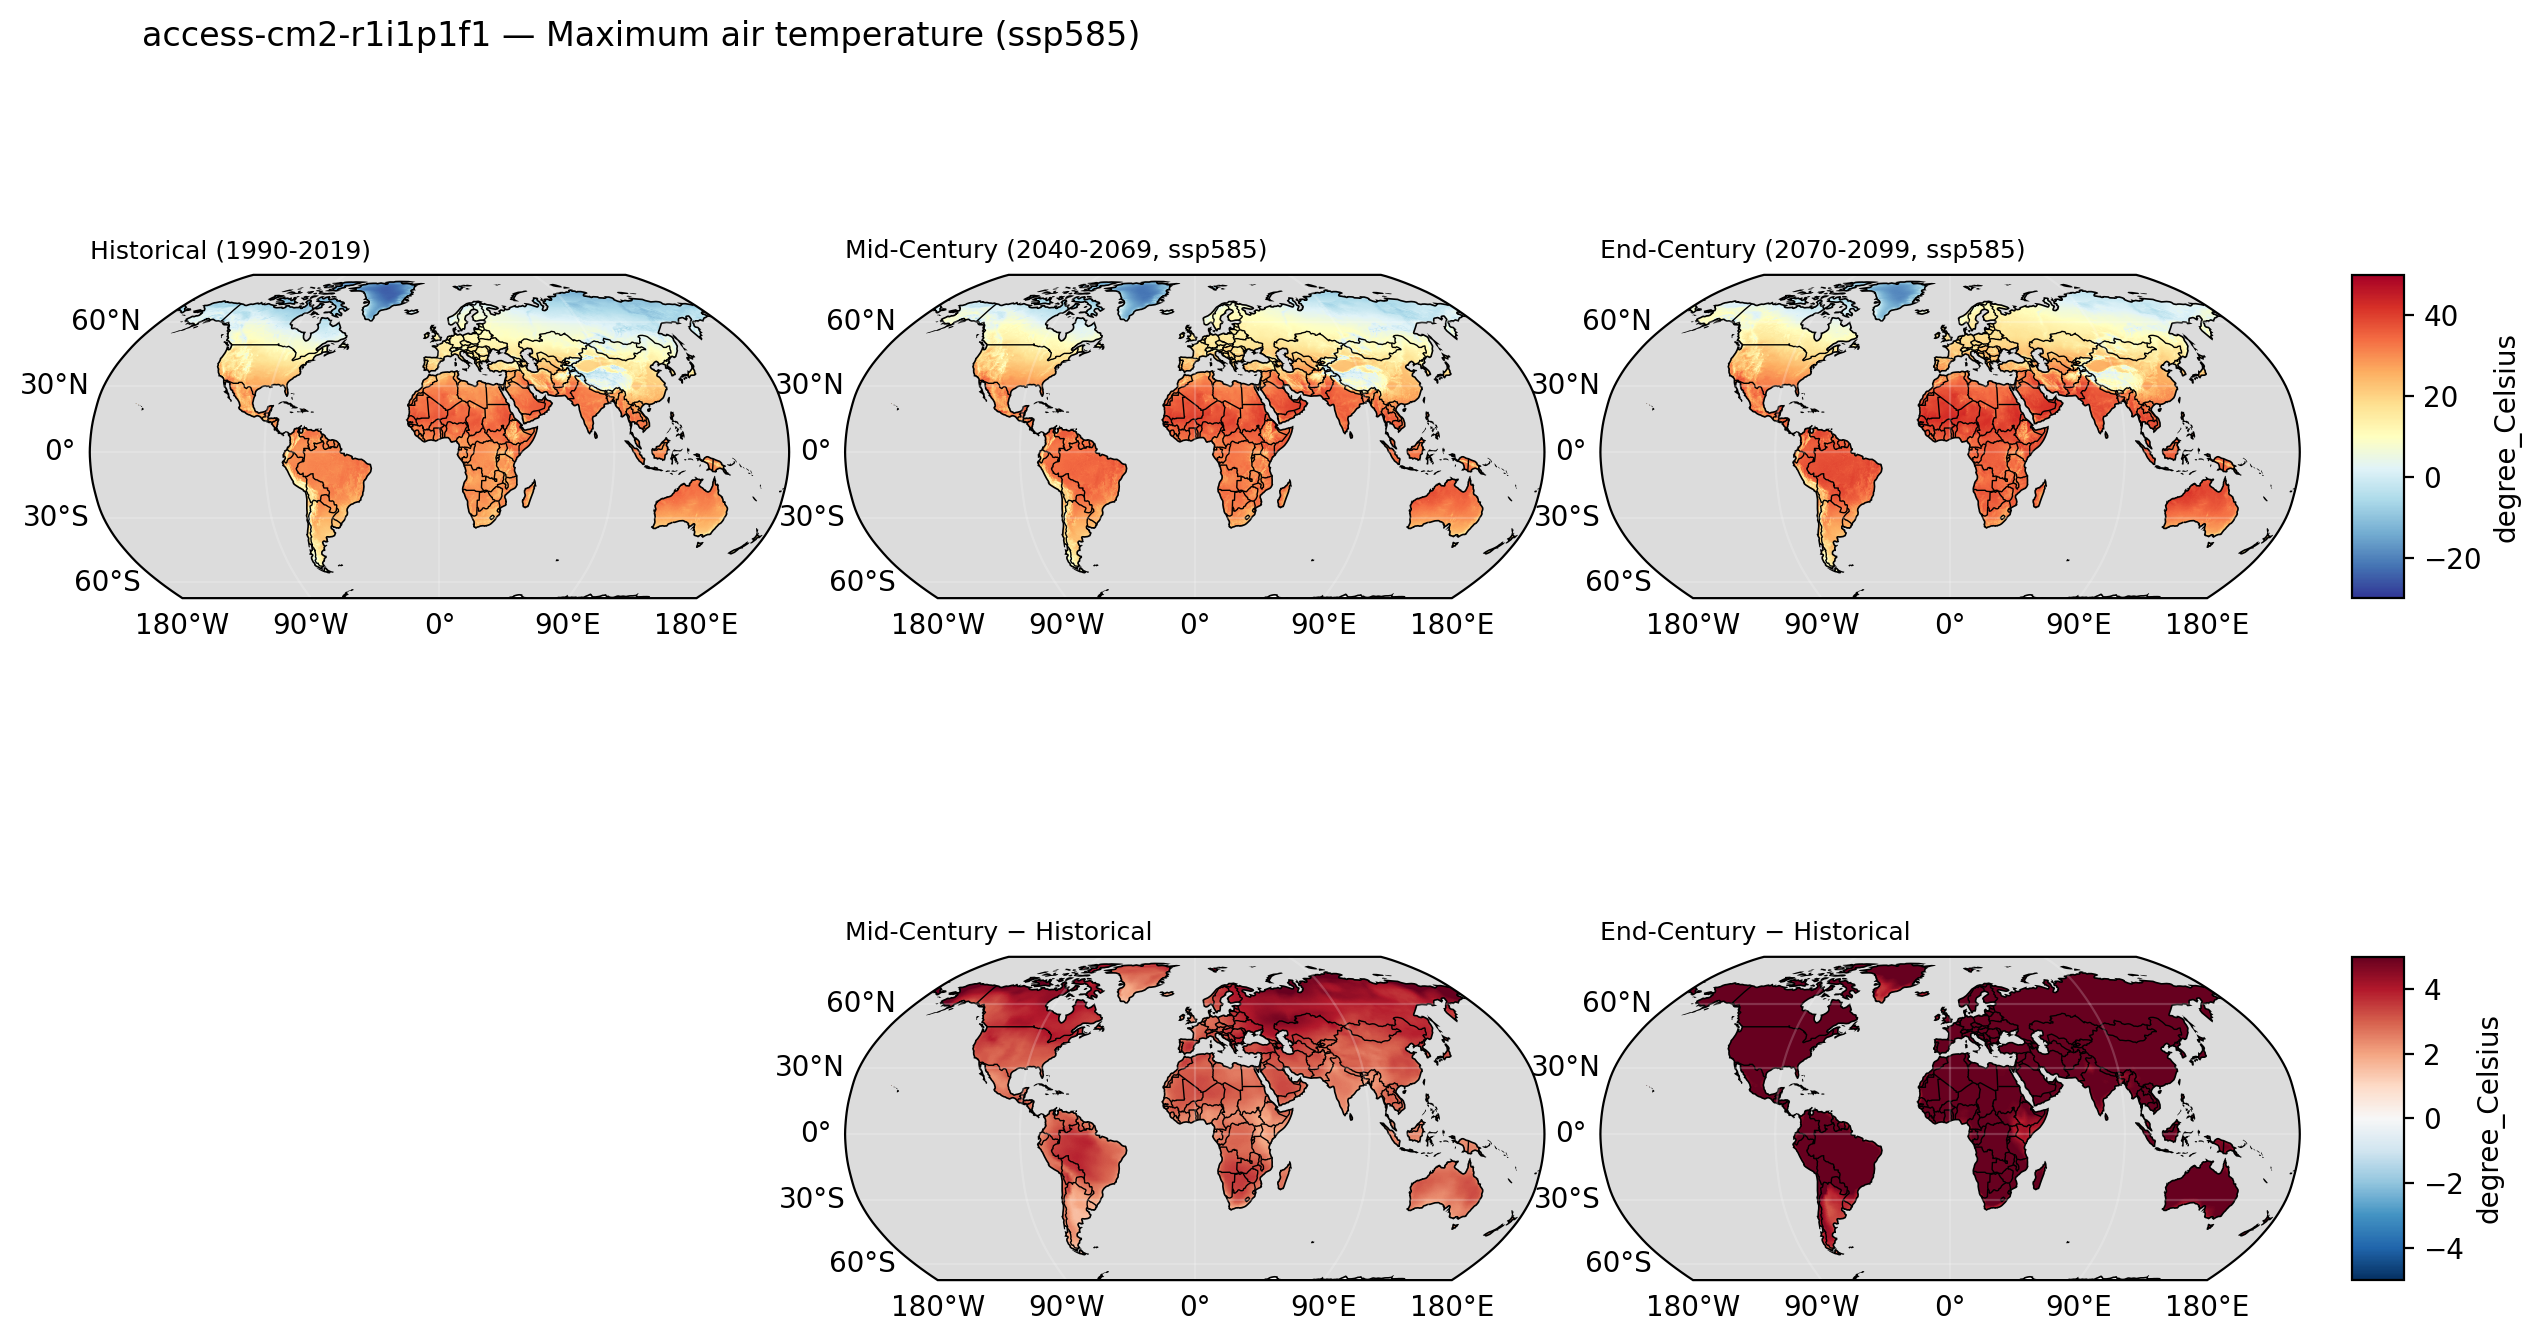 access-cm2-r1i1p1f1 — Maximum air temperature (ssp585)
Historical (1990-2019)
60°N
30°N
0°
30°S
60°S
180°W 90°W 0° 90°E 180°E
Mid-Century (2040-2069, ssp585)
60°N
30°N
0°
30°S
60°S
180°W 90°W 0° 90°E 180°E
End-Century (2070-2099, ssp585)
60°N
30°N
0°
30°S
60°S
180°W 90°W 0° 90°E 180°E
40
20
0
−20
degree_Celsius
Mid-Century − Historical
60°N
30°N
0°
30°S
60°S
180°W 90°W 0° 90°E 180°E
End-Century − Historical
60°N
30°N
0°
30°S
60°S
180°W 90°W 0° 90°E 180°E
4
2
0
−2
−4
degree_Celsius